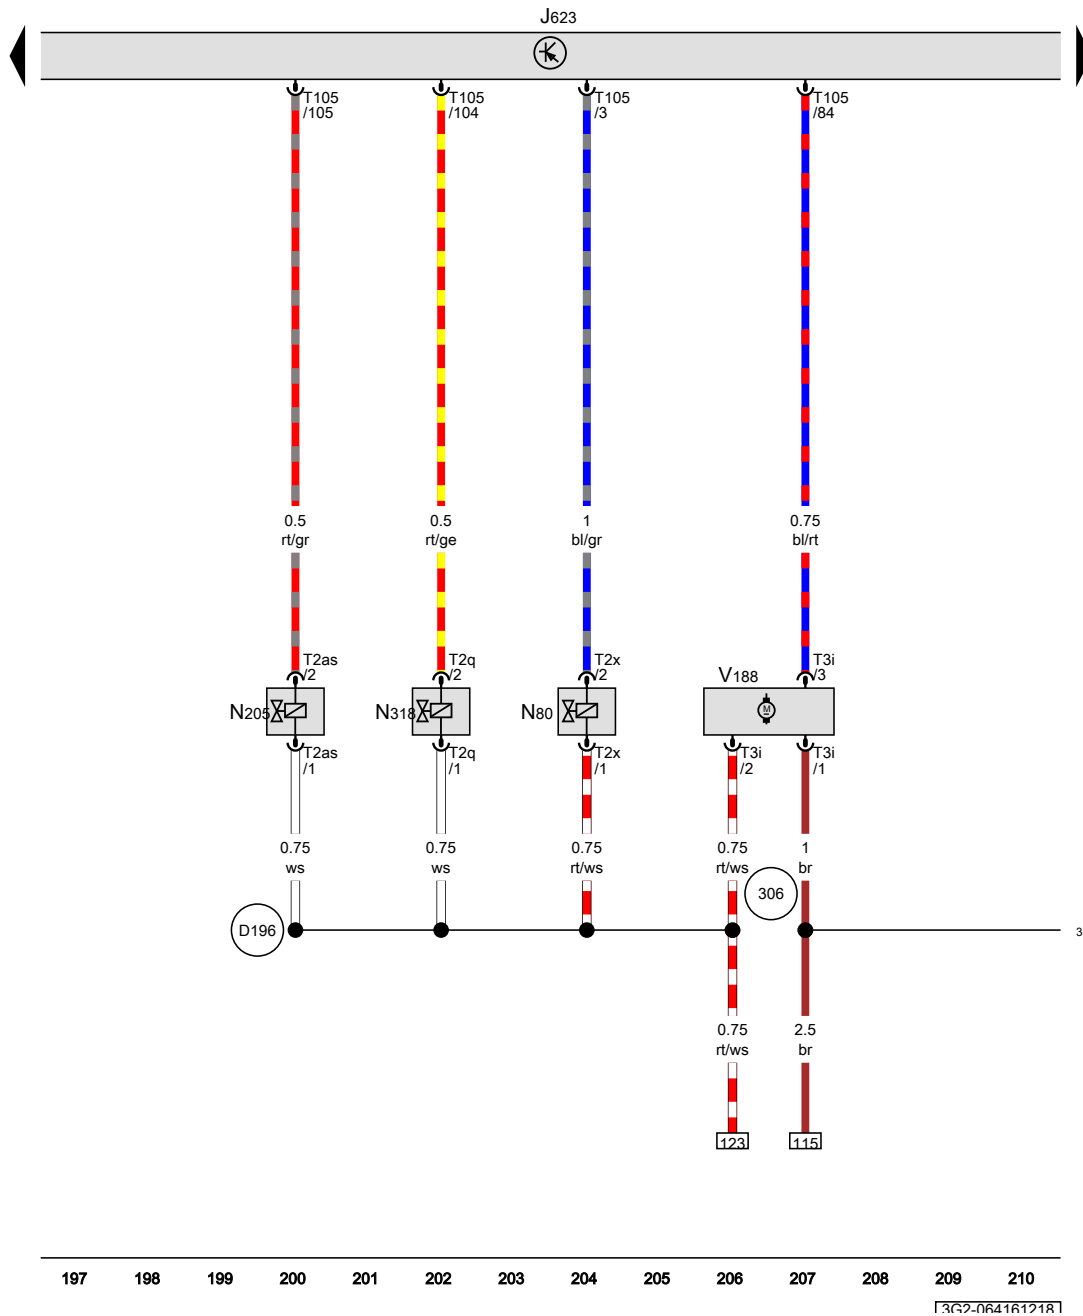 J623
T105 T105 T105 T105
/105 /104 /3 /84
0.5 0.5 1 0.75
rt/gr rt/ge bl/gr bl/rt
T2as T2q T2x T3i
/2 /2 /2 /3
V188
N205 N318 N80 M
T2as T2q T2x T3i T3i
/1 /1 /1 /2 /1
0.75 0.75 0.75 0.75 1
ws ws rt/ws rt/ws br
306
D196 3
0.75 2.5
rt/ws br
123 115
197 198 199 200 201 202 203 204 205 206 207 208 209 210
3G2-064161218